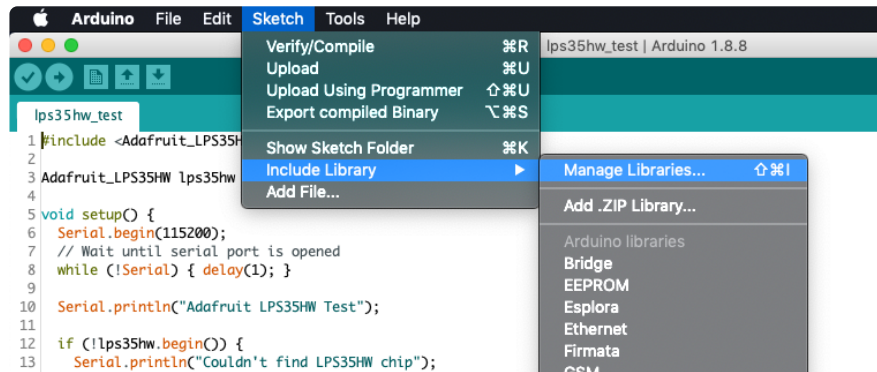 Arduino File Edit Sketch Tools Help
lps35hw_test | Arduino 1.8.8
lps35hw_test
Verify/Compile ⌘R
Upload ⌘U
Upload Using Programmer ⇧⌘U
Export compiled Binary ⌥⌘S
Show Sketch Folder ⌘K
Include Library ▶
Add File...
Manage Libraries... ⇧⌘I
Add .ZIP Library...
Arduino libraries
Bridge
EEPROM
Esplora
Ethernet
Firmata
GSM
1 #include <Adafruit_LPS35H
2
3 Adafruit_LPS35HW lps35hw
4
5 void setup() {
6 Serial.begin(115200);
7 // Wait until serial port is opened
8 while (!Serial) { delay(1); }
9
10 Serial.println("Adafruit LPS35HW Test");
11
12 if (!lps35hw.begin()) {
13 Serial.println("Couldn't find LPS35HW chip");